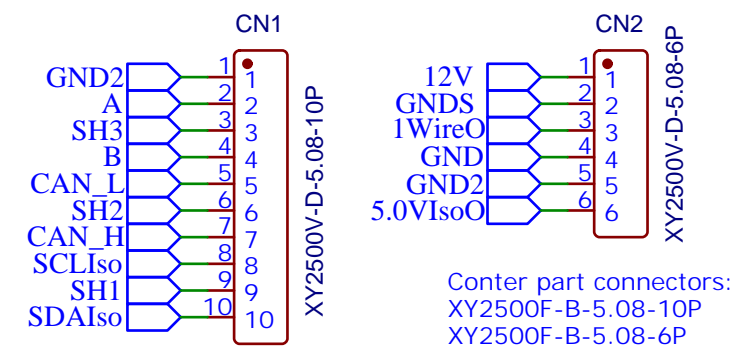 CN1
GND2 1 1
A 2 2
SH3 3 3
B 4 4
CAN_L 5 5
SH2 6 6
CAN_H 7 7
SCLIso 8 8
SH1 9 9
SDAIso 10 10
XY2500V-D-5.08-10P
CN2
12V 1 1
GNDS 2 2
1WireO 3 3
GND 4 4
GND2 5 5
5.0VIsoO 6 6
XY2500V-D-5.08-6P
Conter part connectors:
XY2500F-B-5.08-10P
XY2500F-B-5.08-6P